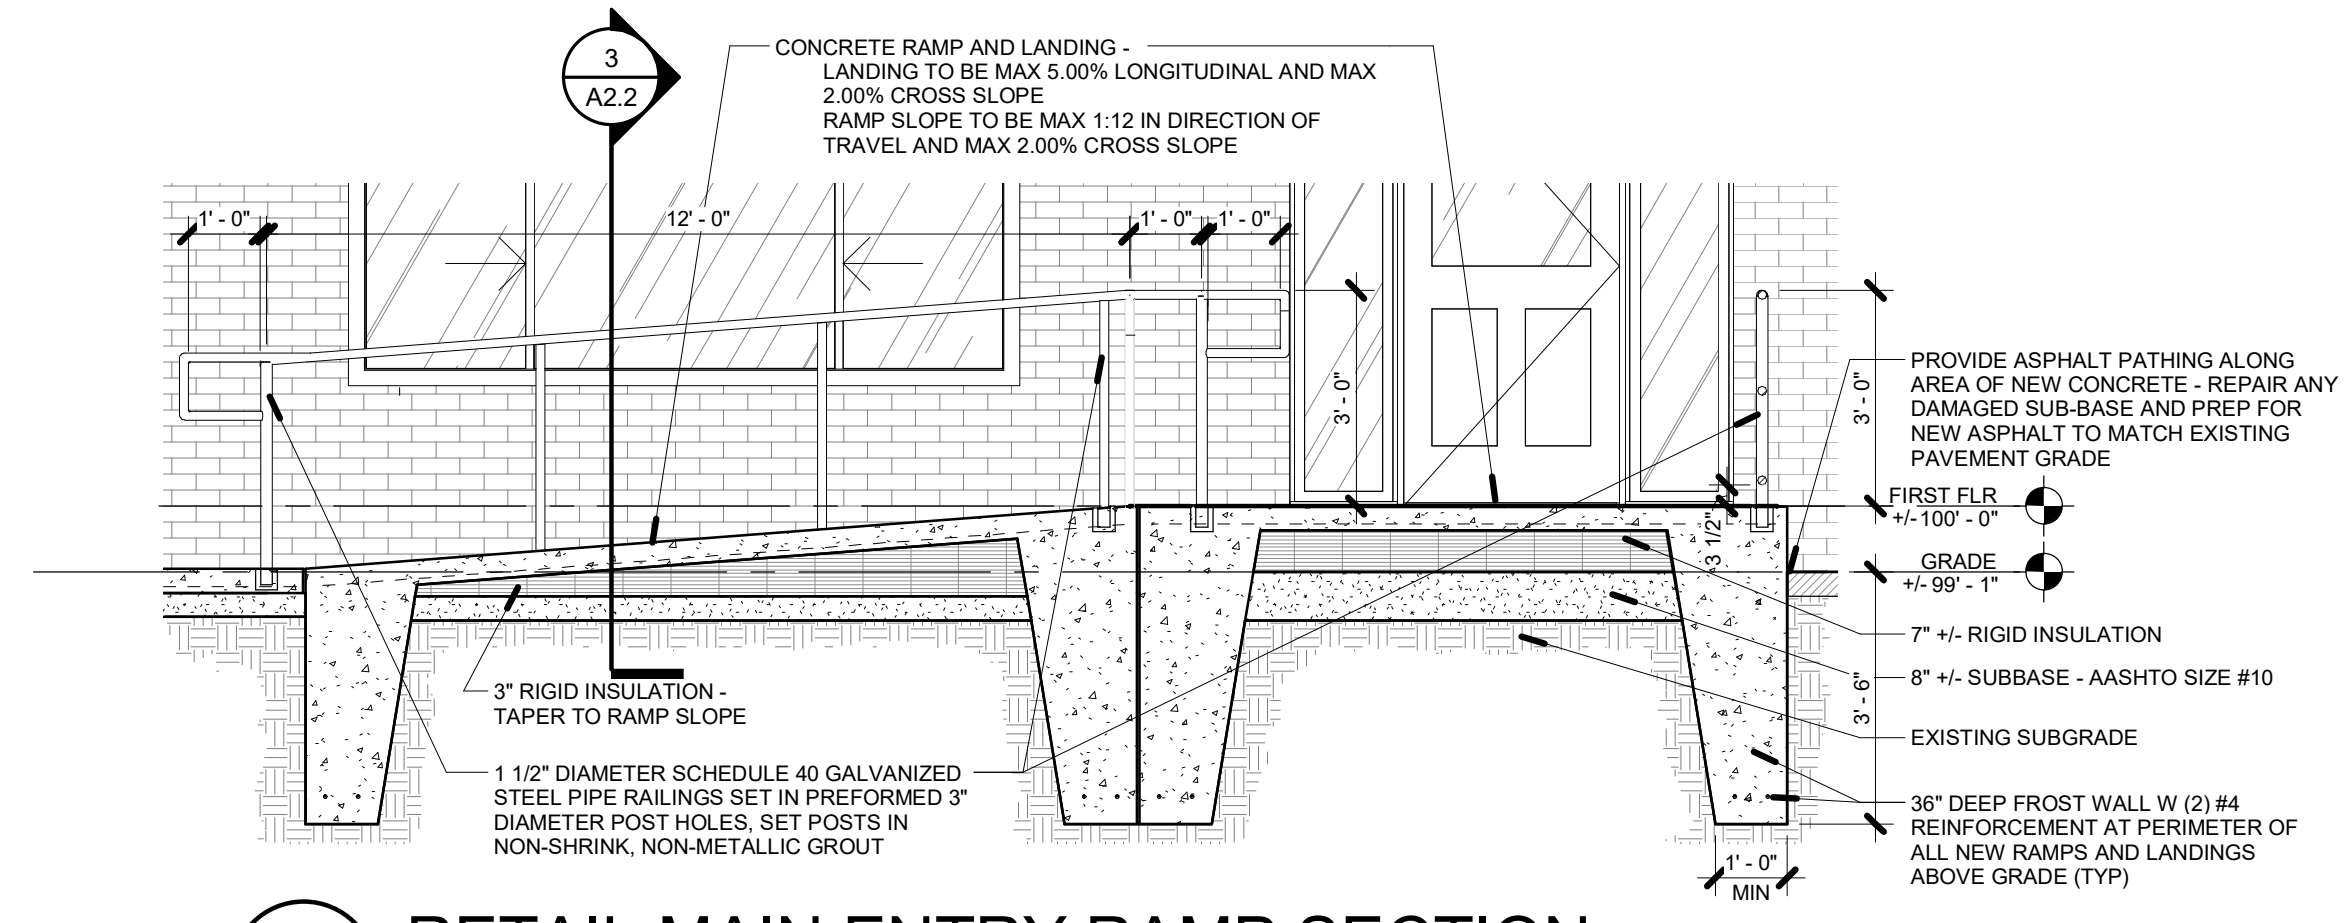 3
A2.2
CONCRETE RAMP AND LANDING -
LANDING TO BE MAX 5.00% LONGITUDINAL AND MAX
2.00% CROSS SLOPE
RAMP SLOPE TO BE MAX 1:12 IN DIRECTION OF
TRAVEL AND MAX 2.00% CROSS SLOPE
1' - 0"
12' - 0"
1' - 0"
1' - 0"
3' - 0"
3' - 0"
3 1/2"
3' - 6"
PROVIDE ASPHALT PATHING ALONG
AREA OF NEW CONCRETE - REPAIR ANY
DAMAGED SUB-BASE AND PREP FOR
NEW ASPHALT TO MATCH EXISTING
PAVEMENT GRADE
FIRST FLR
+/-100' - 0"
GRADE
+/- 99' - 1"
7" +/- RIGID INSULATION
8" +/- SUBBASE - AASHTO SIZE #10
EXISTING SUBGRADE
36" DEEP FROST WALL W (2) #4
REINFORCEMENT AT PERIMETER OF
ALL NEW RAMPS AND LANDINGS
ABOVE GRADE (TYP)
3" RIGID INSULATION -
TAPER TO RAMP SLOPE
1 1/2" DIAMETER SCHEDULE 40 GALVANIZED
STEEL PIPE RAILINGS SET IN PREFORMED 3"
DIAMETER POST HOLES, SET POSTS IN
NON-SHRINK, NON-METALLIC GROUT
1' - 0"
MIN
RETAIL MAIN ENTRY RAMP SECTION